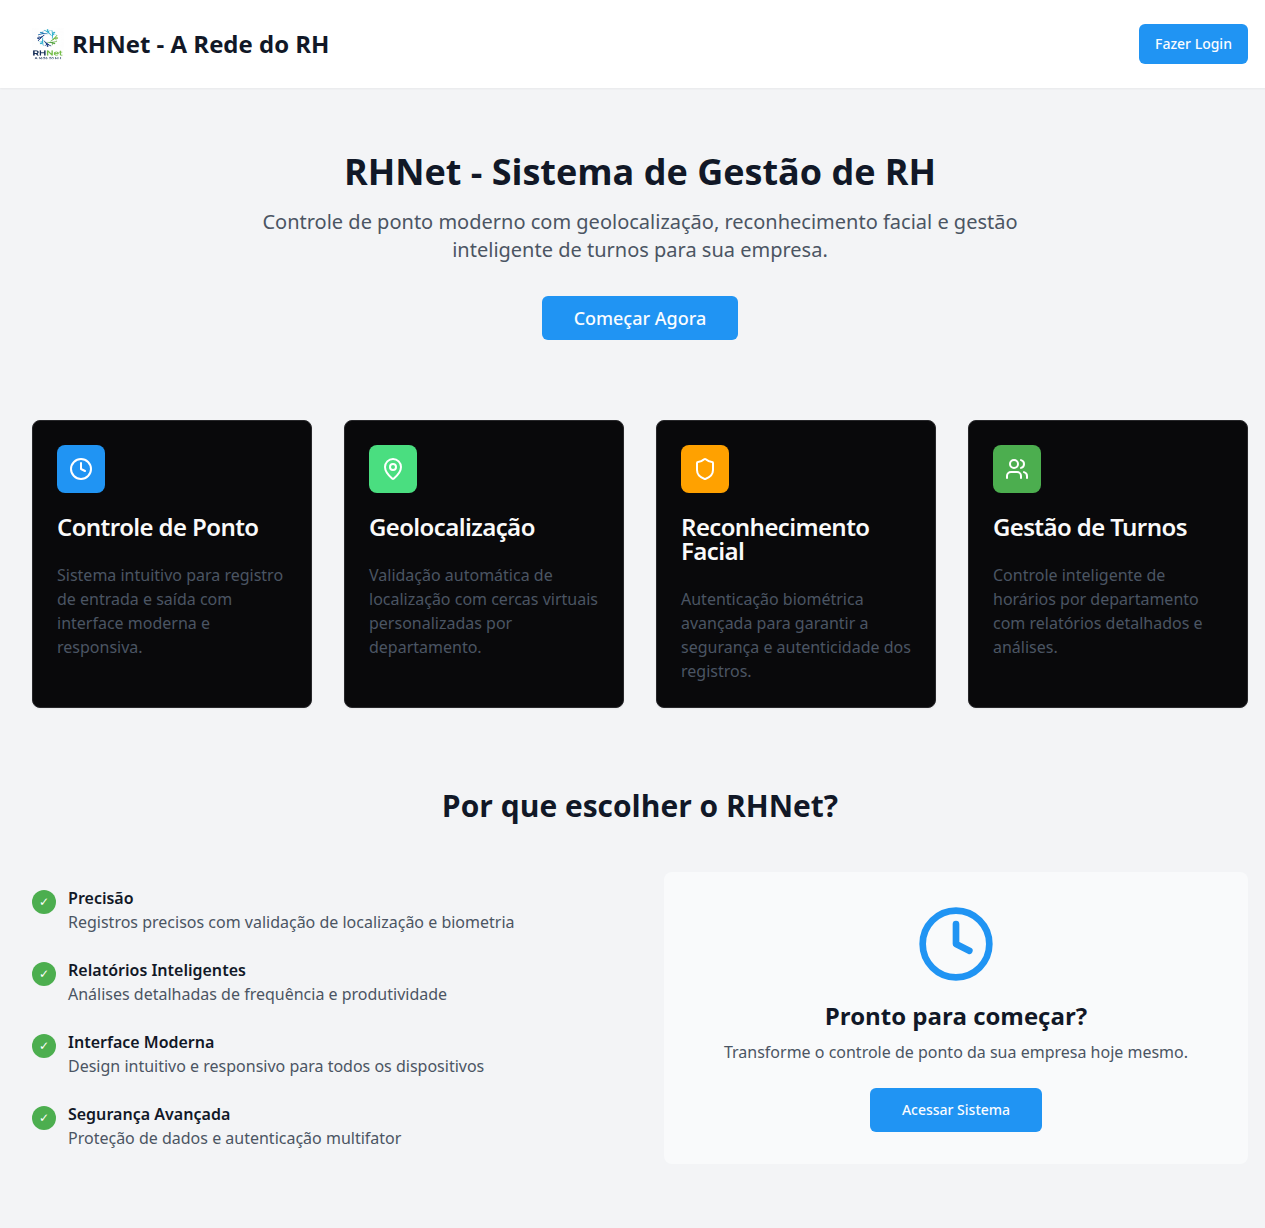 RHNet
RHNet - A Rede do RH
Fazer Login
RHNet - Sistema de Gestão de RH
Controle de ponto moderno com geolocalização, reconhecimento facial e gestão
inteligente de turnos para sua empresa.
Começar Agora
Controle de Ponto
Sistema intuitivo para registro
de entrada e saída com
interface moderna e
responsiva.
Geolocalização
Validação automática de
localização com cercas virtuais
personalizadas por
departamento.
Reconhecimento
Facial
Autenticação biométrica
avançada para garantir a
segurança e autenticidade dos
registros.
Gestão de Turnos
Controle inteligente de
horários por departamento
com relatórios detalhados e
análises.
Por que escolher o RHNet?
✓ Precisão
Registros precisos com validação de localização e biometria
✓ Relatórios Inteligentes
Análises detalhadas de frequência e produtividade
✓ Interface Moderna
Design intuitivo e responsivo para todos os dispositivos
✓ Segurança Avançada
Proteção de dados e autenticação multifator
Pronto para começar?
Transforme o controle de ponto da sua empresa hoje mesmo.
Acessar Sistema